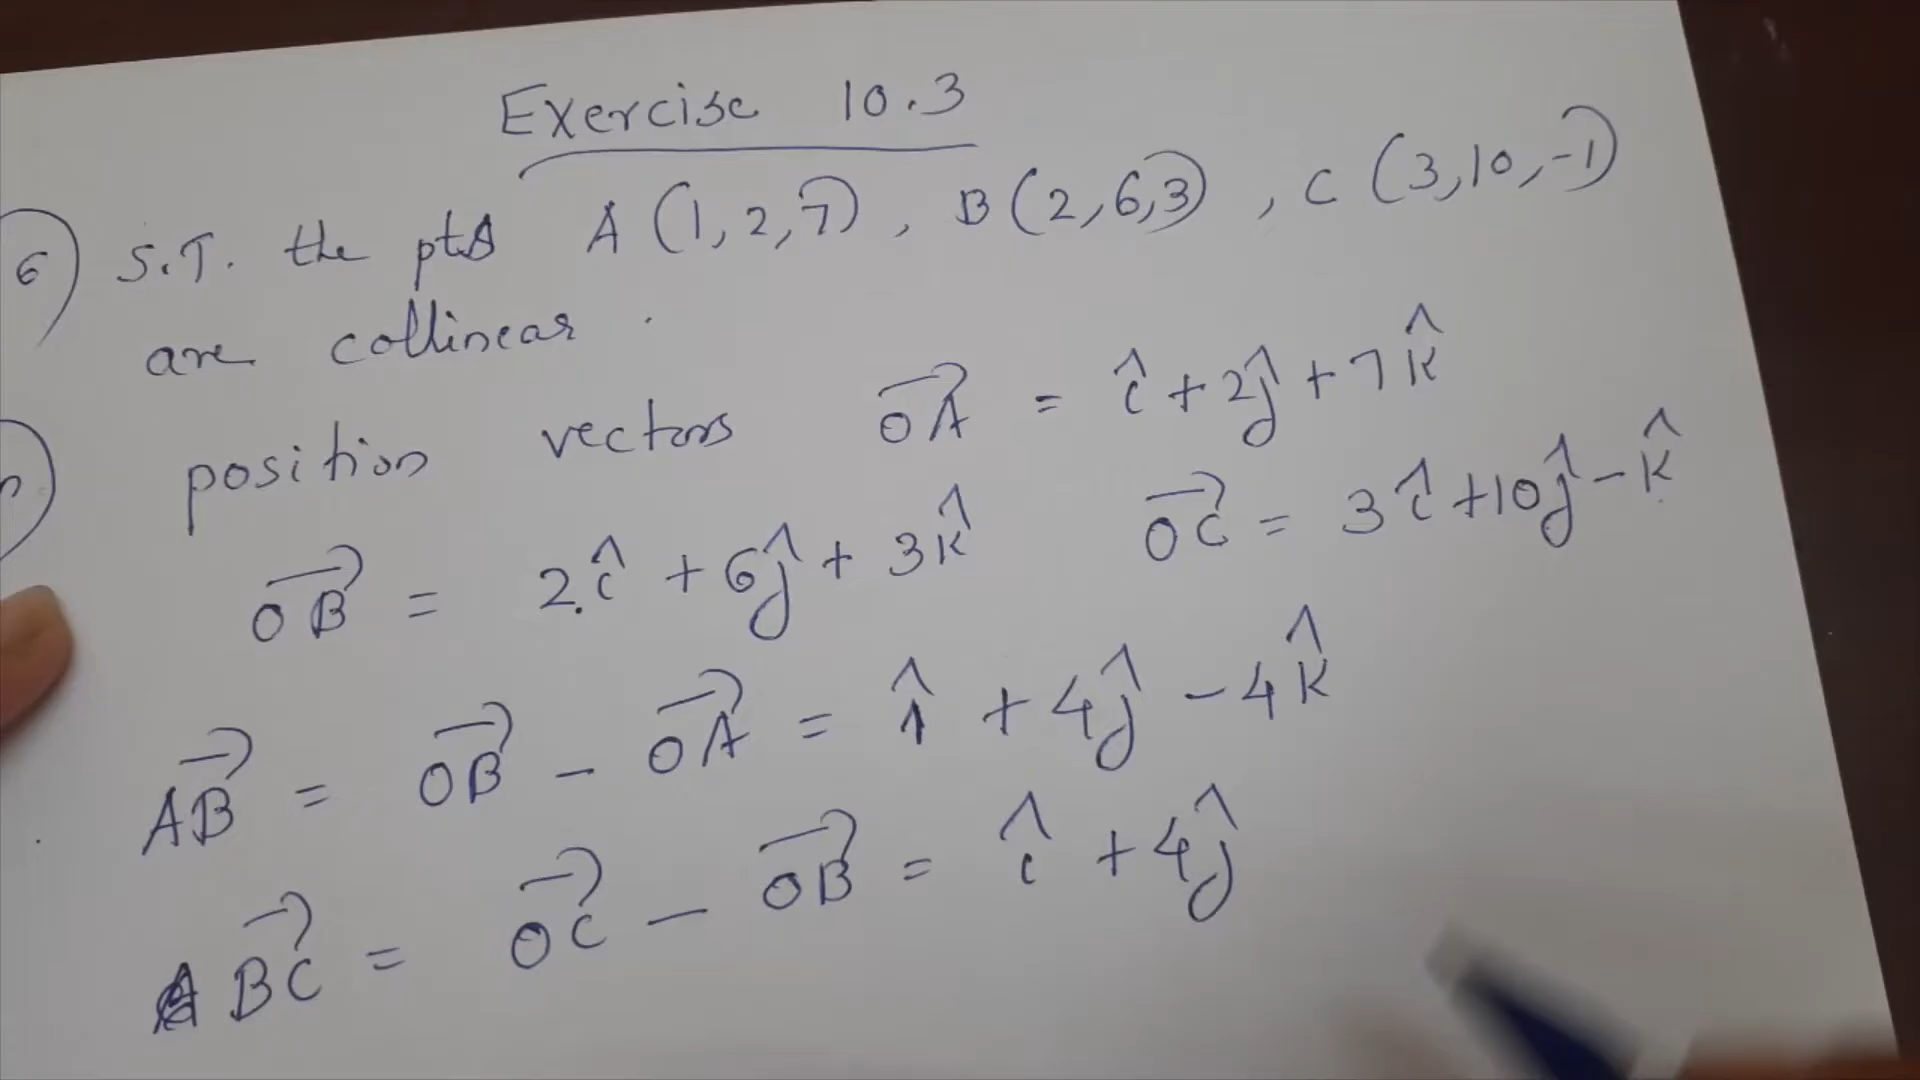 Exercise 10.3
6) S.T. the pts A (1,2,7), B(2,6,3), C (3,10,-1)
are collinear.
position vectors OA⃗ = î + 2ĵ + 7k̂
OB⃗ = 2î + 6ĵ + 3k̂ OC⃗ = 3î + 10ĵ - k̂
AB⃗ = OB⃗ - OA⃗ = î + 4ĵ - 4k̂
BC⃗ = OC⃗ - OB⃗ = î + 4ĵ